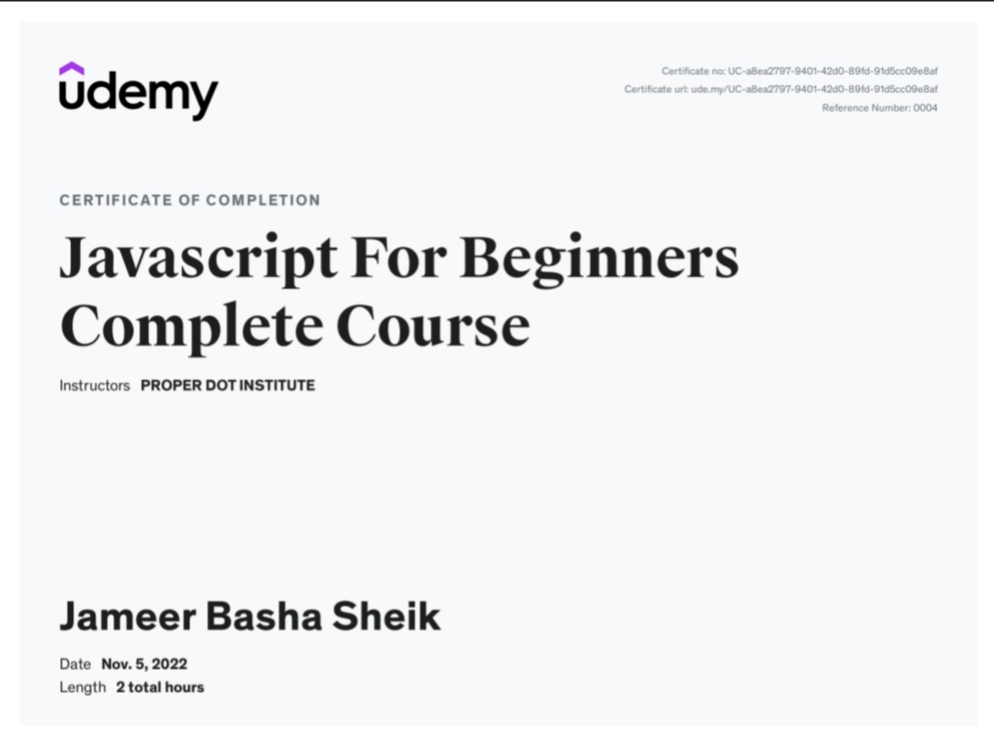 udemy
Certificate no: UC-a8ea2797-9401-42d0-89fd-91d5cc09e8af
Certificate url: ude.my/UC-a8ea2797-9401-42d0-89fd-91d5cc09e8af
Reference Number: 0004
CERTIFICATE OF COMPLETION
Javascript For Beginners
Complete Course
Instructors PROPER DOT INSTITUTE
Jameer Basha Sheik
Date Nov. 5, 2022
Length 2 total hours